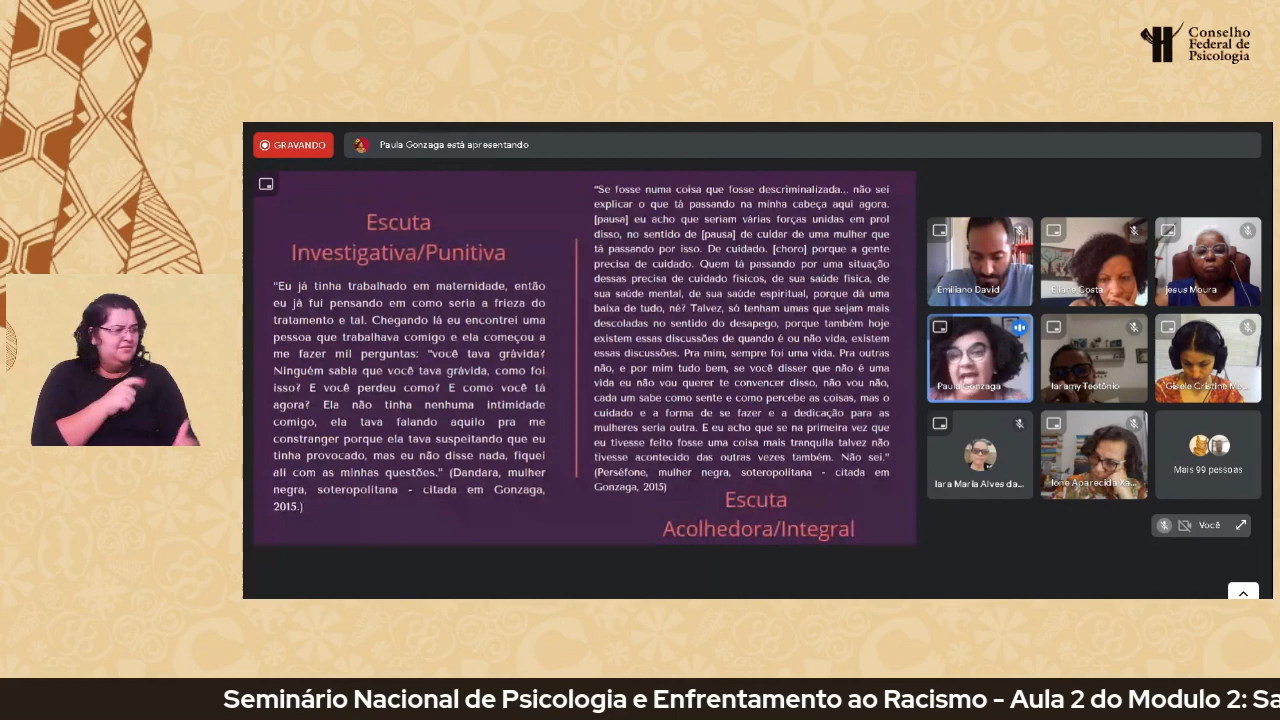 Conselho
Federal de
Psicologia
GRAVANDO
Paula Gonzaga está apresentando
Escuta
Investigativa/Punitiva
"Eu já tinha trabalhado em maternidade, então
eu já fui pensando em como seria a frieza do
tratamento e tal. Chegando lá eu encontrei uma
pessoa que trabalhava comigo e ela começou a
me fazer mil perguntas: "você tava grávida?
Ninguém sabia que você tava grávida, como foi
isso? E você perdeu como? E como você tá
agora? Ela não tinha nenhuma intimidade
comigo, ela tava falando aquilo pra me
constranger porque ela tava suspeitando que eu
tinha provocado, mas eu não disse nada, fiquei
ali com as minhas questões." (Dandara, mulher
negra, soteropolitana - citada em Gonzaga,
2015.)
"Se fosse numa coisa que fosse descriminalizada... não sei
explicar o que tá passando na minha cabeça aqui agora.
[pausa] eu acho que seriam várias forças unidas em prol
disso, no sentido de [pausa] de cuidar de uma mulher que
tá passando por isso. De cuidado. [choro] porque a gente
precisa de cuidado. Quem tá passando por uma situação
dessas precisa de cuidado físicos, de sua saúde física, de
sua saúde mental, de sua saúde espiritual, porque dá uma
baixa de tudo, né? Talvez, só tenham umas que sejam mais
descoladas no sentido do desapego, porque também hoje
existem essas discussões de quando é ou não vida, existem
essas discussões. Pra mim, sempre foi uma vida. Pra outras
não, e por mim tudo bem, se você disser que não é uma
vida eu não vou querer te convencer disso, não vou não,
cada um sabe como sente e como percebe as coisas, mas o
cuidado e a forma de se fazer e a dedicação para as
mulheres seria outra. E eu acho que se na primeira vez que
eu tivesse feito fosse uma coisa mais tranquila talvez não
tivesse acontecido das outras vezes também. Não sei."
(Perséfone, mulher negra, soteropolitana - citada em
Gonzaga, 2015)
Escuta
Acolhedora/Integral
Emiliano David
Eliane Costa
jesus Moura
Paula Gonzaga
Iaramy Teotônio
Gisele Cristine
Iara Maria Alves da...
Ione Aparecida Xa...
Mais 99 pessoas
Você
Seminário Nacional de Psicologia e Enfrentamento ao Racismo - Aula 2 do Modulo 2: Sa